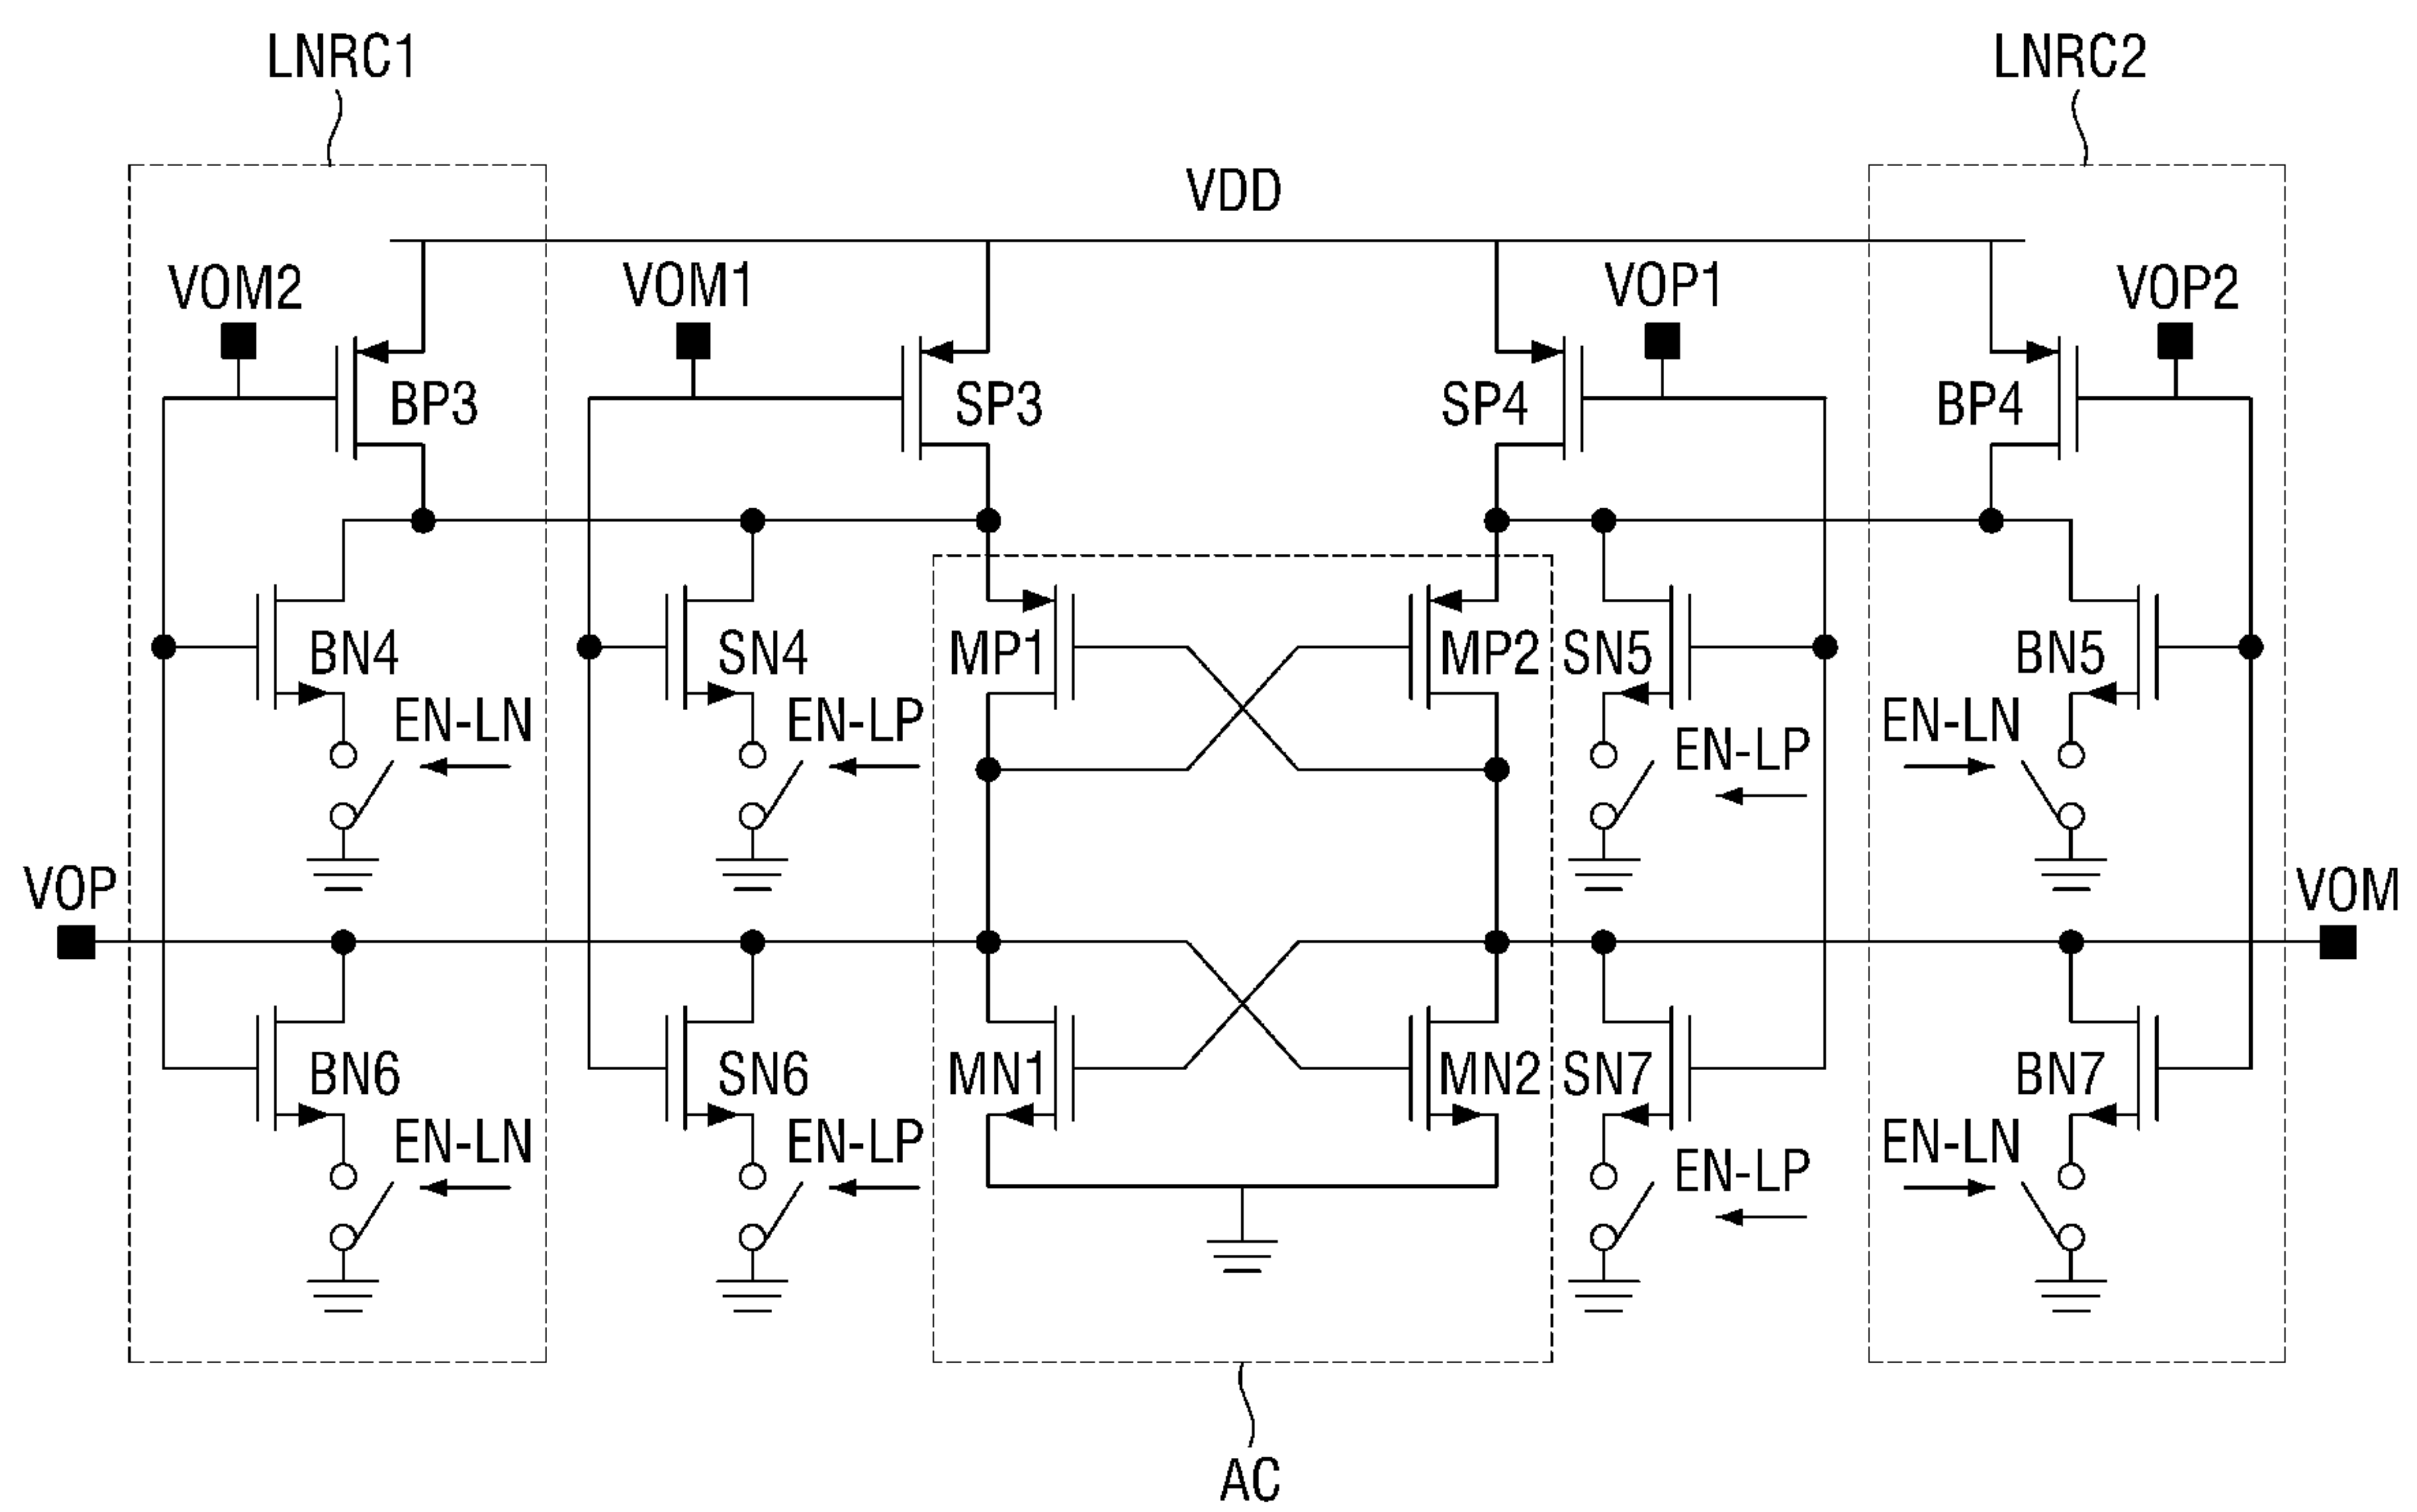 LNRC1 LNRC2
VDD
VOM2 VOM1 VOP1 VOP2
BP3 SP3 SP4 BP4
BN4 SN4 MP1 MP2 SN5 BN5
EN-LN EN-LP EN-LP EN-LN
VOP VOM
BN6 SN6 MN1 MN2 SN7 BN7
EN-LN EN-LP EN-LP EN-LN
AC